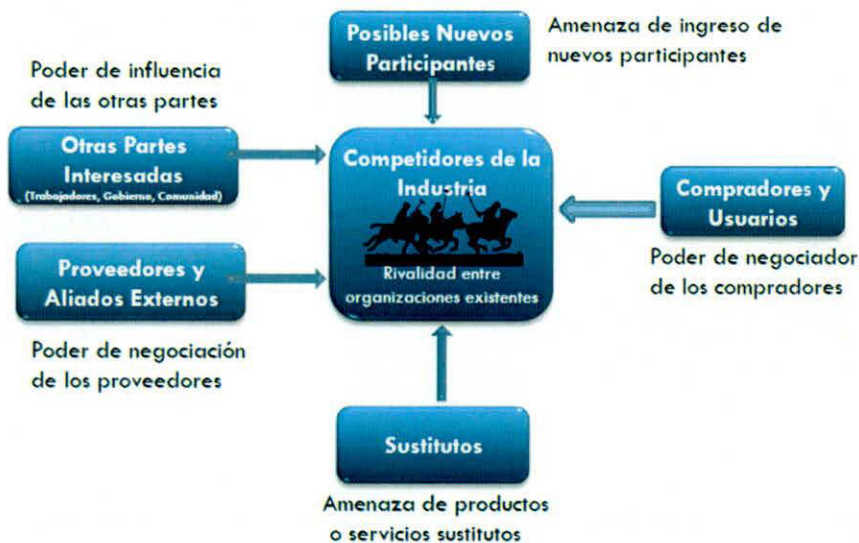 Posibles Nuevos
Participantes
Amenaza de ingreso de
nuevos participantes
Poder de influencia
de las otras partes
Otras Partes
Interesadas
(Trabajadores, Gobierno, Comunidad)
Competidores de la
Industria
Rivalidad entre
organizaciones existentes
Compradores y
Usuarios
Poder de negociador
de los compradores
Proveedores y
Aliados Externos
Poder de negociación
de los proveedores
Sustitutos
Amenaza de productos
o servicios sustitutos